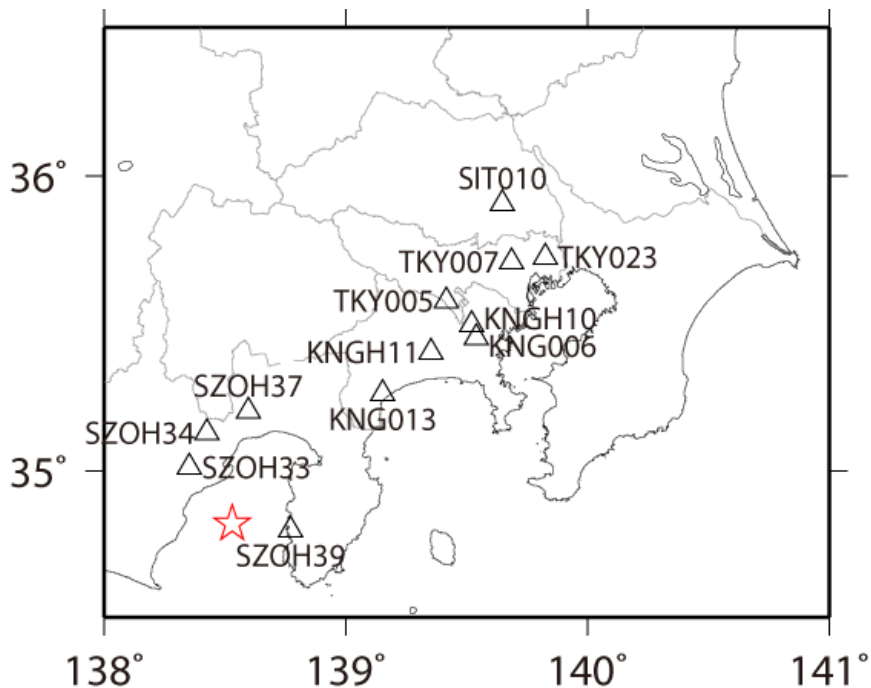 36°
SIT010
TKY007
TKY023
TKY005
KNGH10
KNG006
KNGH11
SZOH37
KNG013
SZOH34
SZOH33
35°
SZOH39
138°
139°
140°
141°